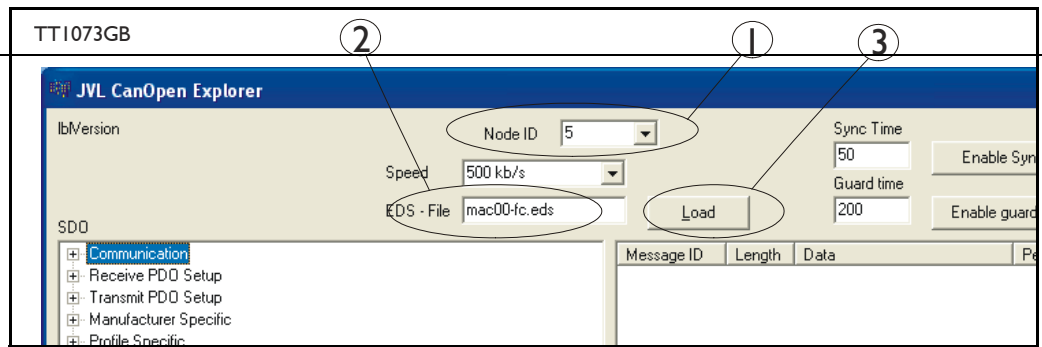 TT1073GB
2 1 3
JVL CanOpen Explorer
lblVersion
Node ID 5
Sync Time
50
Enable Syn
Speed 500 kb/s
Guard time
EDS - File mac00-fc.eds
Load
200
Enable guard
SDO
Communication
Receive PDO Setup
Transmit PDO Setup
Manufacturer Specific
Profile Specific
Message ID Length Data Pe